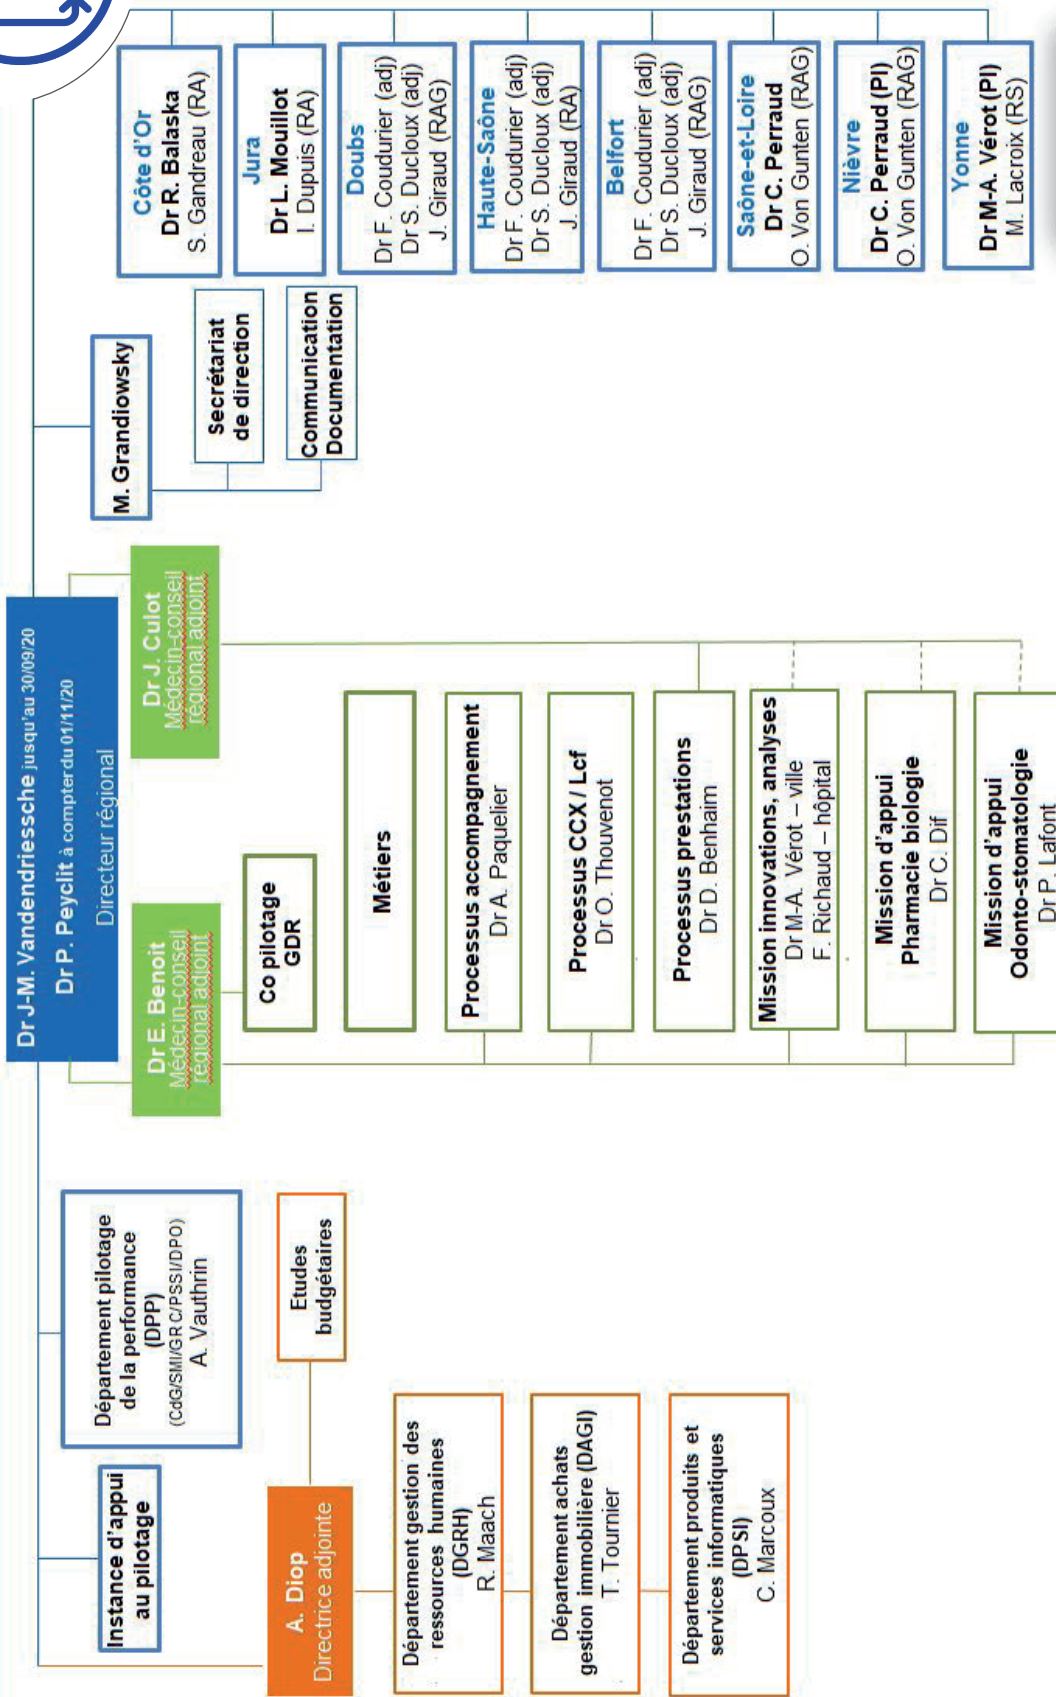 Dr J-M. Vandendriessche jusqu'au 30/09/20
Dr P. Peyclit à compter du 01/11/20
Directeur régional
Instance d'appui
au pilotage
Département pilotage
de la performance
(DPP)
(CdG/SMI/GRC/PSSI/DPO)
A. Vauthrin
A. Diop
Directrice adjointe
Etudes
budgétaires
Département gestion des
ressources humaines
(DGRH)
R. Maach
Département achats
gestion immobilière (DAGI)
T. Tournier
Département produits et
services informatiques
(DPSI)
C. Marcoux
Dr E. Benoit
Médecin-conseil
régional adjoint
Dr J. Culot
Médecin-conseil
régional adjoint
Co pilotage
GDR
Métiers
Processus accompagnement
Dr A. Paquelier
Processus CCX / Lcf
Dr O. Thouvenot
Processus prestations
Dr D. Benhaim
Mission innovations, analyses
Dr M-A. Vérot – ville
F. Richaud – hôpital
Mission d'appui
Pharmacie biologie
Dr C. Dif
Mission d'appui
Odonto-stomatologie
Dr P. Lafont
M. Grandiowsky
Secrétariat
de direction
Communication
Documentation
Côte d'Or
Dr R. Balaska
S. Gandreau (RA)
Jura
Dr L. Mouillot
I. Dupuis (RA)
Doubs
Dr F. Coudurier (adj)
Dr S. Ducloux (adj)
J. Giraud (RAG)
Haute-Saône
Dr F. Coudurier (adj)
Dr S. Ducloux (adj)
J. Giraud (RA)
Belfort
Dr F. Coudurier (adj)
Dr S. Ducloux (adj)
J. Giraud (RAG)
Saône-et-Loire
Dr C. Perraud
O. Von Gunten (RAG)
Nièvre
Dr C. Perraud (PI)
O. Von Gunten (RAG)
Yonne
Dr M-A. Vérot (PI)
M. Lacroix (RS)